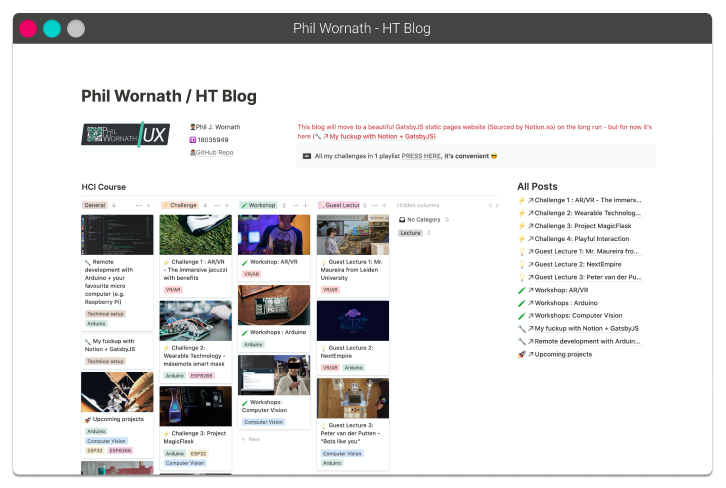 Phil Wornath - HT Blog
Phil Wornath / HT Blog
PHIL
WORNATH
UX
Phil J. Wornath
18035949
GitHub Repo
This blog will move to a beautiful GatsbyJS static pages website (Sourced by Notion.so) on the long run - but for now it's
here (🔧 ↗My fuckup with Notion + GatsbyJS)
All my challenges in 1 playlist PRESS HERE, it's convenient 😎
HCI Course
General 4 ··· +
⚡Challenge 4 ··· +
🧪 Workshop 3 ··· +
💡Guest Lectur 3 ··· +
Hidden columns
No Category 0
Lecture 2
🔧 Remote
development with
Arduino + your
favourite micro
computer (e.g.
Raspberry Pi)
Technical setup
Arduino
🔧 My fuckup with
Notion + GatsbyJS
Technical setup
🚀 Upcoming projects
Arduino
Computer Vision
ESP32 ESP8266
⚡ Challenge 1 : AR/VR
- The immersive jacuzzi
with benefits
VR/AR
⚡ Challenge 2:
Wearable Technology -
másemote smart mask
Arduino ESP8266
⚡ Challenge 3: Project
MagicFlask
Arduino ESP32
Computer Vision
🧪 Workshop: AR/VR
VR/AR
🧪 Workshops : Arduino
Arduino
🧪 Workshops:
Computer Vision
Computer Vision
+ New
💡 Guest Lecture 1: Mr.
Maureira from Leiden
University
VR/AR
💡 Guest Lecture 2:
NextEmpire
VR/AR Arduino
💡 Guest Lecture 3:
Peter van der Putten -
"Bots like you"
Computer Vision
Arduino
All Posts
⚡ ↗Challenge 1 : AR/VR - The immers...
⚡ ↗Challenge 2: Wearable Technolog...
⚡ ↗Challenge 3: Project MagicFlask
⚡ ↗Challenge 4: Playful Interaction
💡 ↗Guest Lecture 1: Mr. Maureira fro...
💡 ↗Guest Lecture 2: NextEmpire
💡 ↗Guest Lecture 3: Peter van der Pu...
🧪 ↗Workshop: AR/VR
🧪 ↗Workshops : Arduino
🧪 ↗Workshops: Computer Vision
🔧 ↗My fuckup with Notion + GatsbyJS
🔧 ↗Remote development with Arduin...
🚀 ↗Upcoming projects